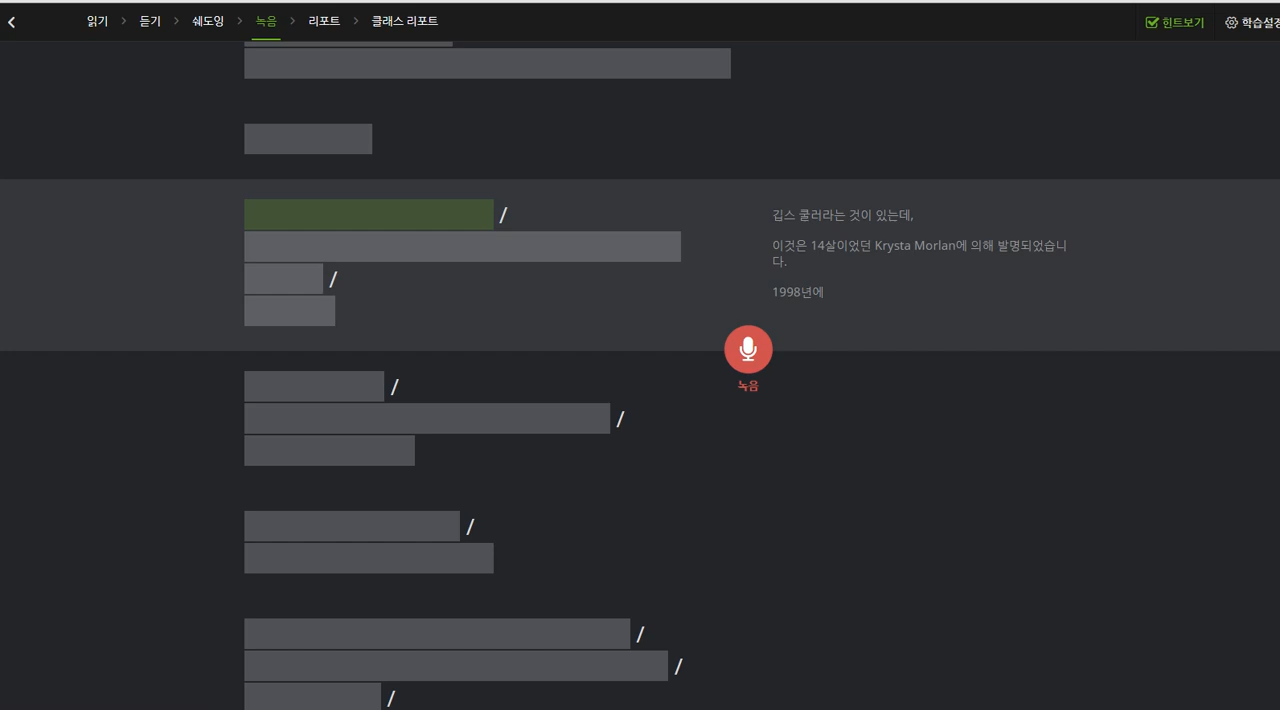 읽기 > 듣기 > 쉐도잉 > 녹음 > 리포트 > 클래스 리포트
힌트보기 학습설정
/
깁스 쿨러라는 것이 있는데,
이것은 14살이었던 Krysta Morlan에 의해 발명되었습니
다.
/
1998년에
녹음
/
/
/
/
/
/